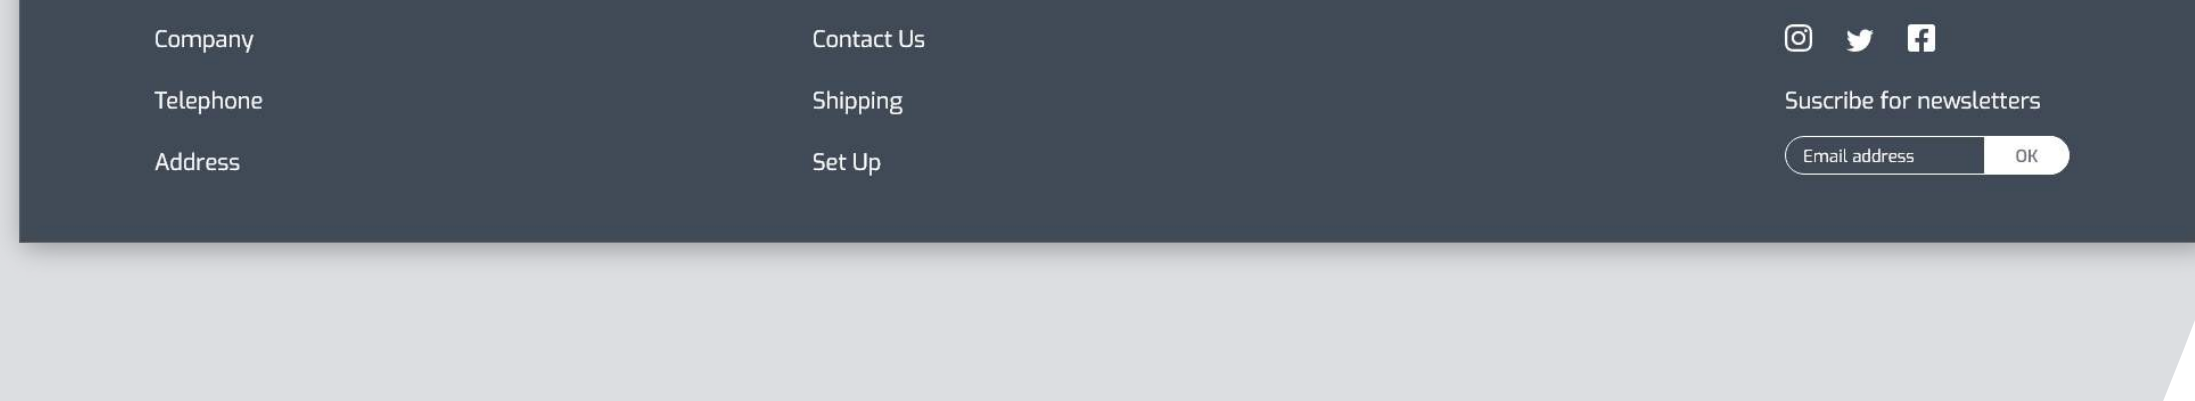 Company
Telephone
Address
Contact Us
Shipping
Set Up
Suscribe for newsletters
Email address
OK